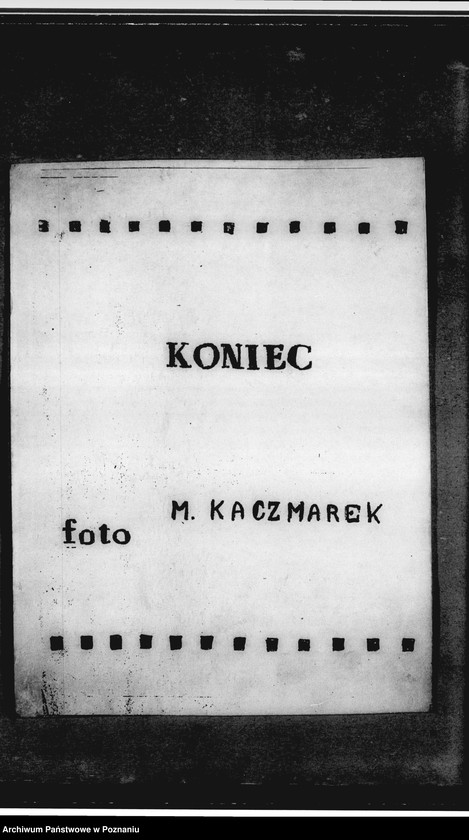 KONIEC
M. KACZMAREK
foto
Archiwum Państwowe w Poznaniu